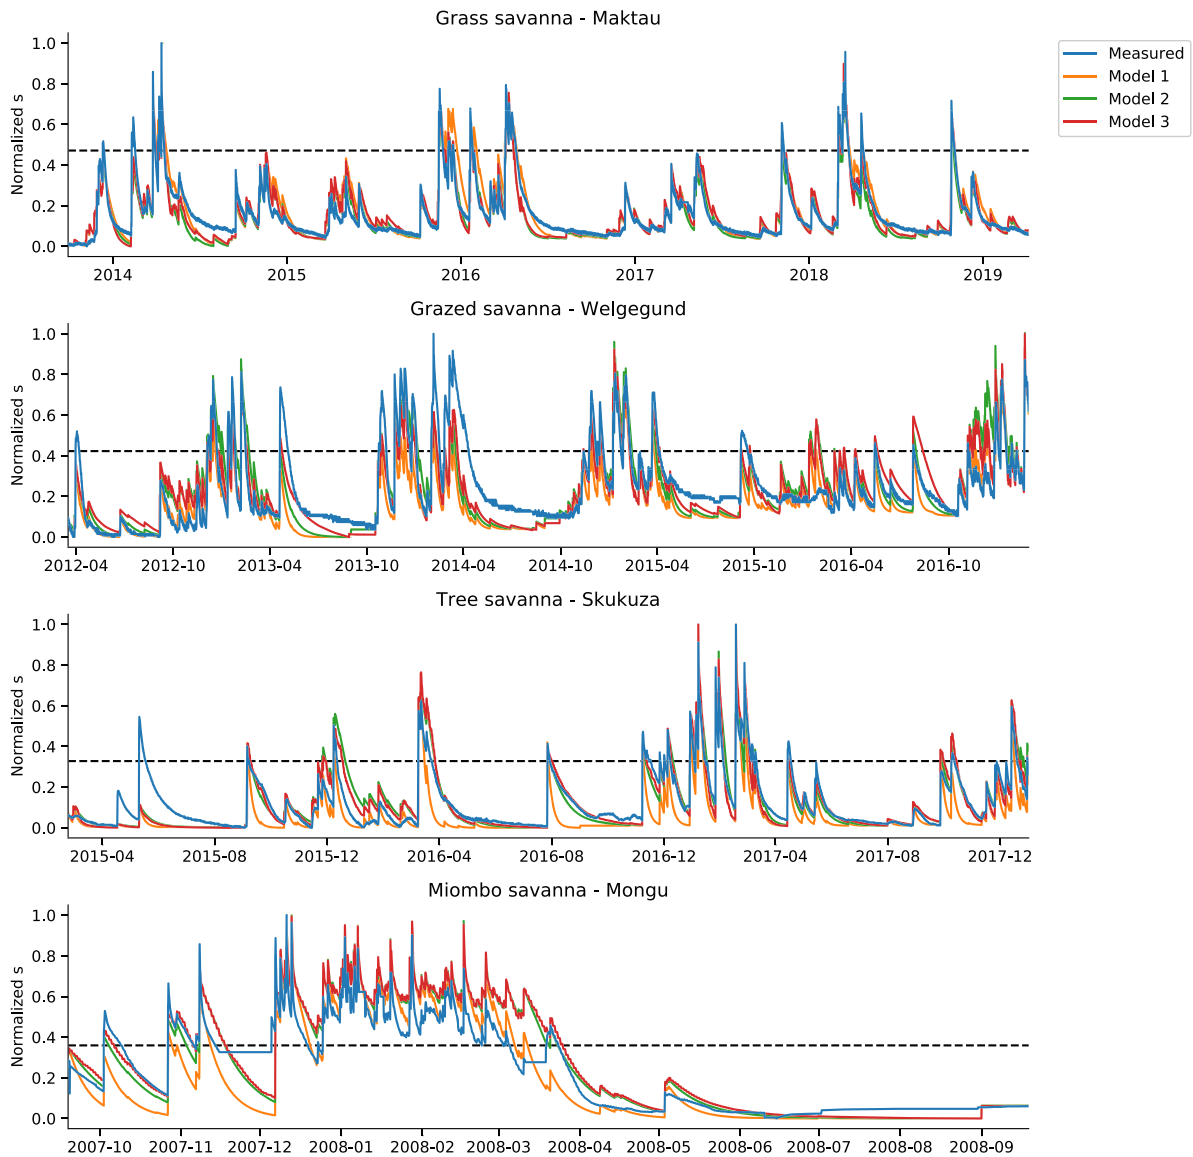 Grass savanna - Maktau
Normalized s
1.0
0.8
0.6
0.4
0.2
0.0
2014 2015 2016 2017 2018 2019
Measured
Model 1
Model 2
Model 3
Grazed savanna - Welgegund
Normalized s
1.0
0.8
0.6
0.4
0.2
0.0
2012-04 2012-10 2013-04 2013-10 2014-04 2014-10 2015-04 2015-10 2016-04 2016-10
Tree savanna - Skukuza
Normalized s
1.0
0.8
0.6
0.4
0.2
0.0
2015-04 2015-08 2015-12 2016-04 2016-08 2016-12 2017-04 2017-08 2017-12
Miombo savanna - Mongu
Normalized s
1.0
0.8
0.6
0.4
0.2
0.0
2007-10 2007-11 2007-12 2008-01 2008-02 2008-03 2008-04 2008-05 2008-06 2008-07 2008-08 2008-09